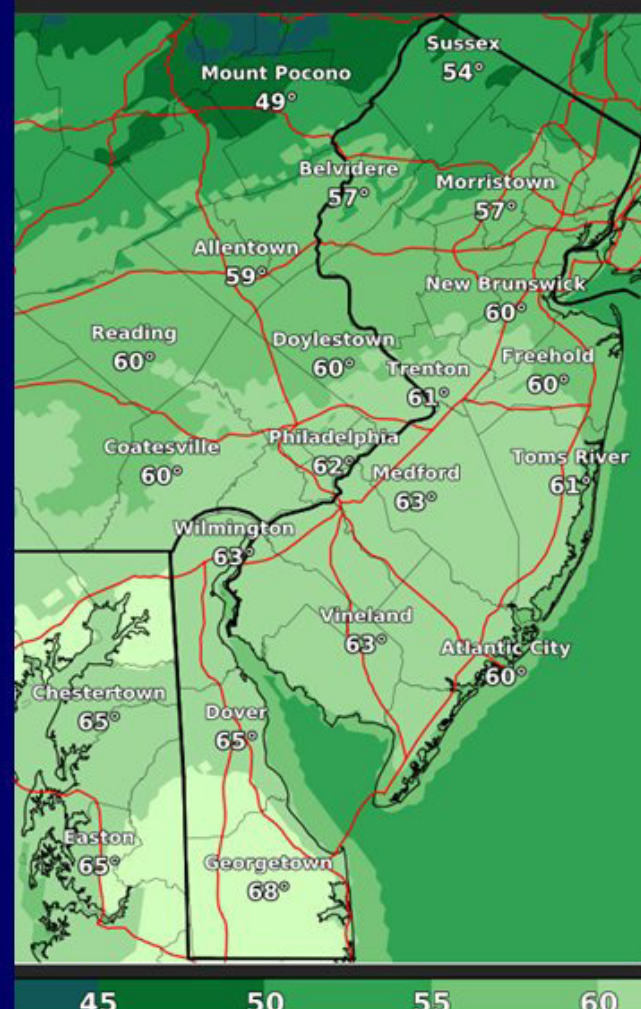 Sussex
54°
Mount Pocono
49°
Belvidere
57°
Morristown
57°
Allentown
59°
New Brunswick
60°
Reading
60°
Doylestown
60°
Trenton
61°
Freehold
60°
Coatesville
60°
Philadelphia
62°
Medford
63°
Toms River
61°
Wilmington
63°
Vineland
63°
Atlantic City
60°
Chestertown
65°
Dover
65°
Easton
65°
Georgetown
68°
45 50 55 60